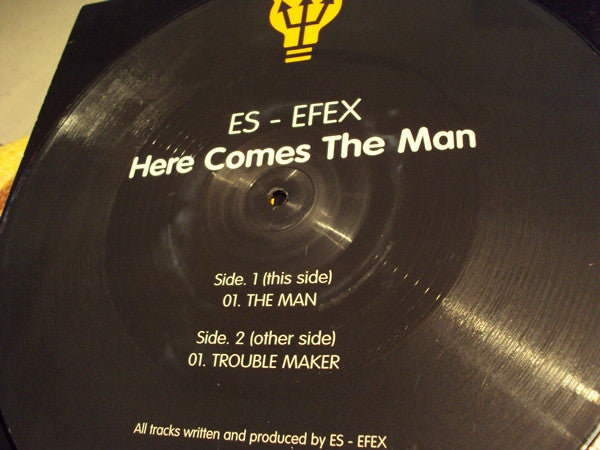 ES - EFEX
Here Comes The Man
Side. 1 (this side)
01. THE MAN
Side. 2 (other side)
01. TROUBLE MAKER
All tracks written and produced by ES - EFEX